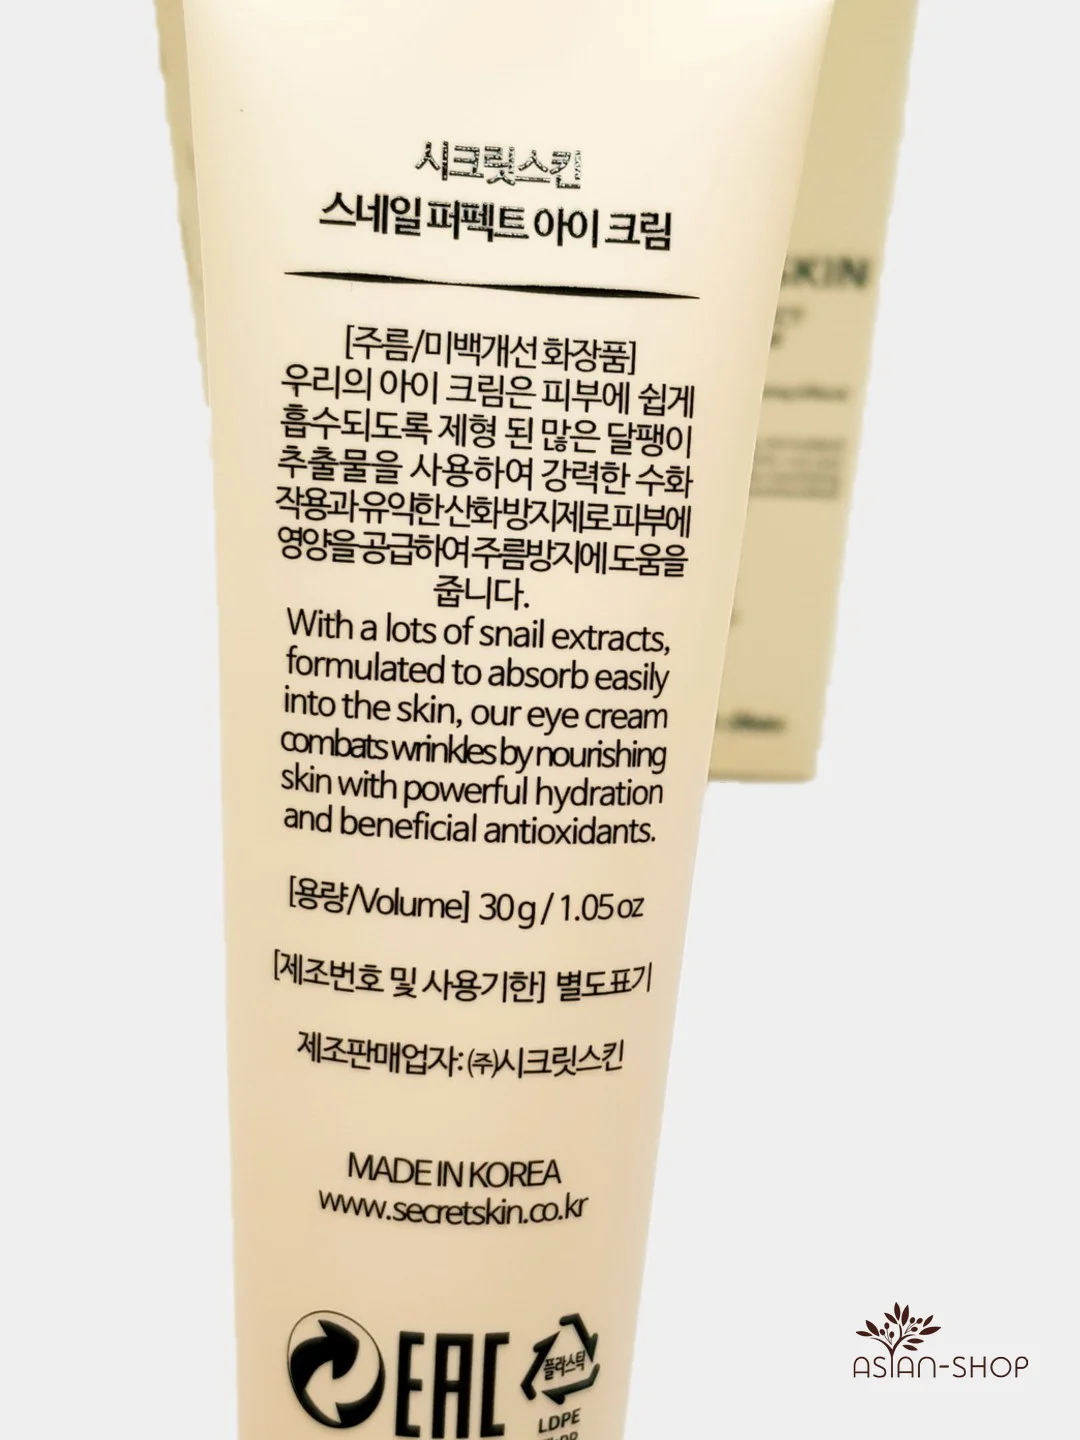 시크릿스킨
스네일 퍼펙트 아이 크림
[주름/미백개선 화장품]
우리의 아이 크림은 피부에 쉽게
흡수되도록 제형 된 많은 달팽이
추출물을 사용하여 강력한 수화
작용과 유익한 산화방지제로 피부에
영양을 공급하여 주름방지에 도움을
줍니다.
With a lots of snail extracts,
formulated to absorb easily
into the skin, our eye cream
combats wrinkles by nourishing
skin with powerful hydration
and beneficial antioxidants.
[용량/Volume] 30g / 1.05oz
[제조번호 및 사용기한] 별도표기
제조판매업자: ㈜시크릿스킨
MADE IN KOREA
www.secretskin.co.kr
EAC
플라스틱
LDPE
SKIN
ASIAN-SHOP